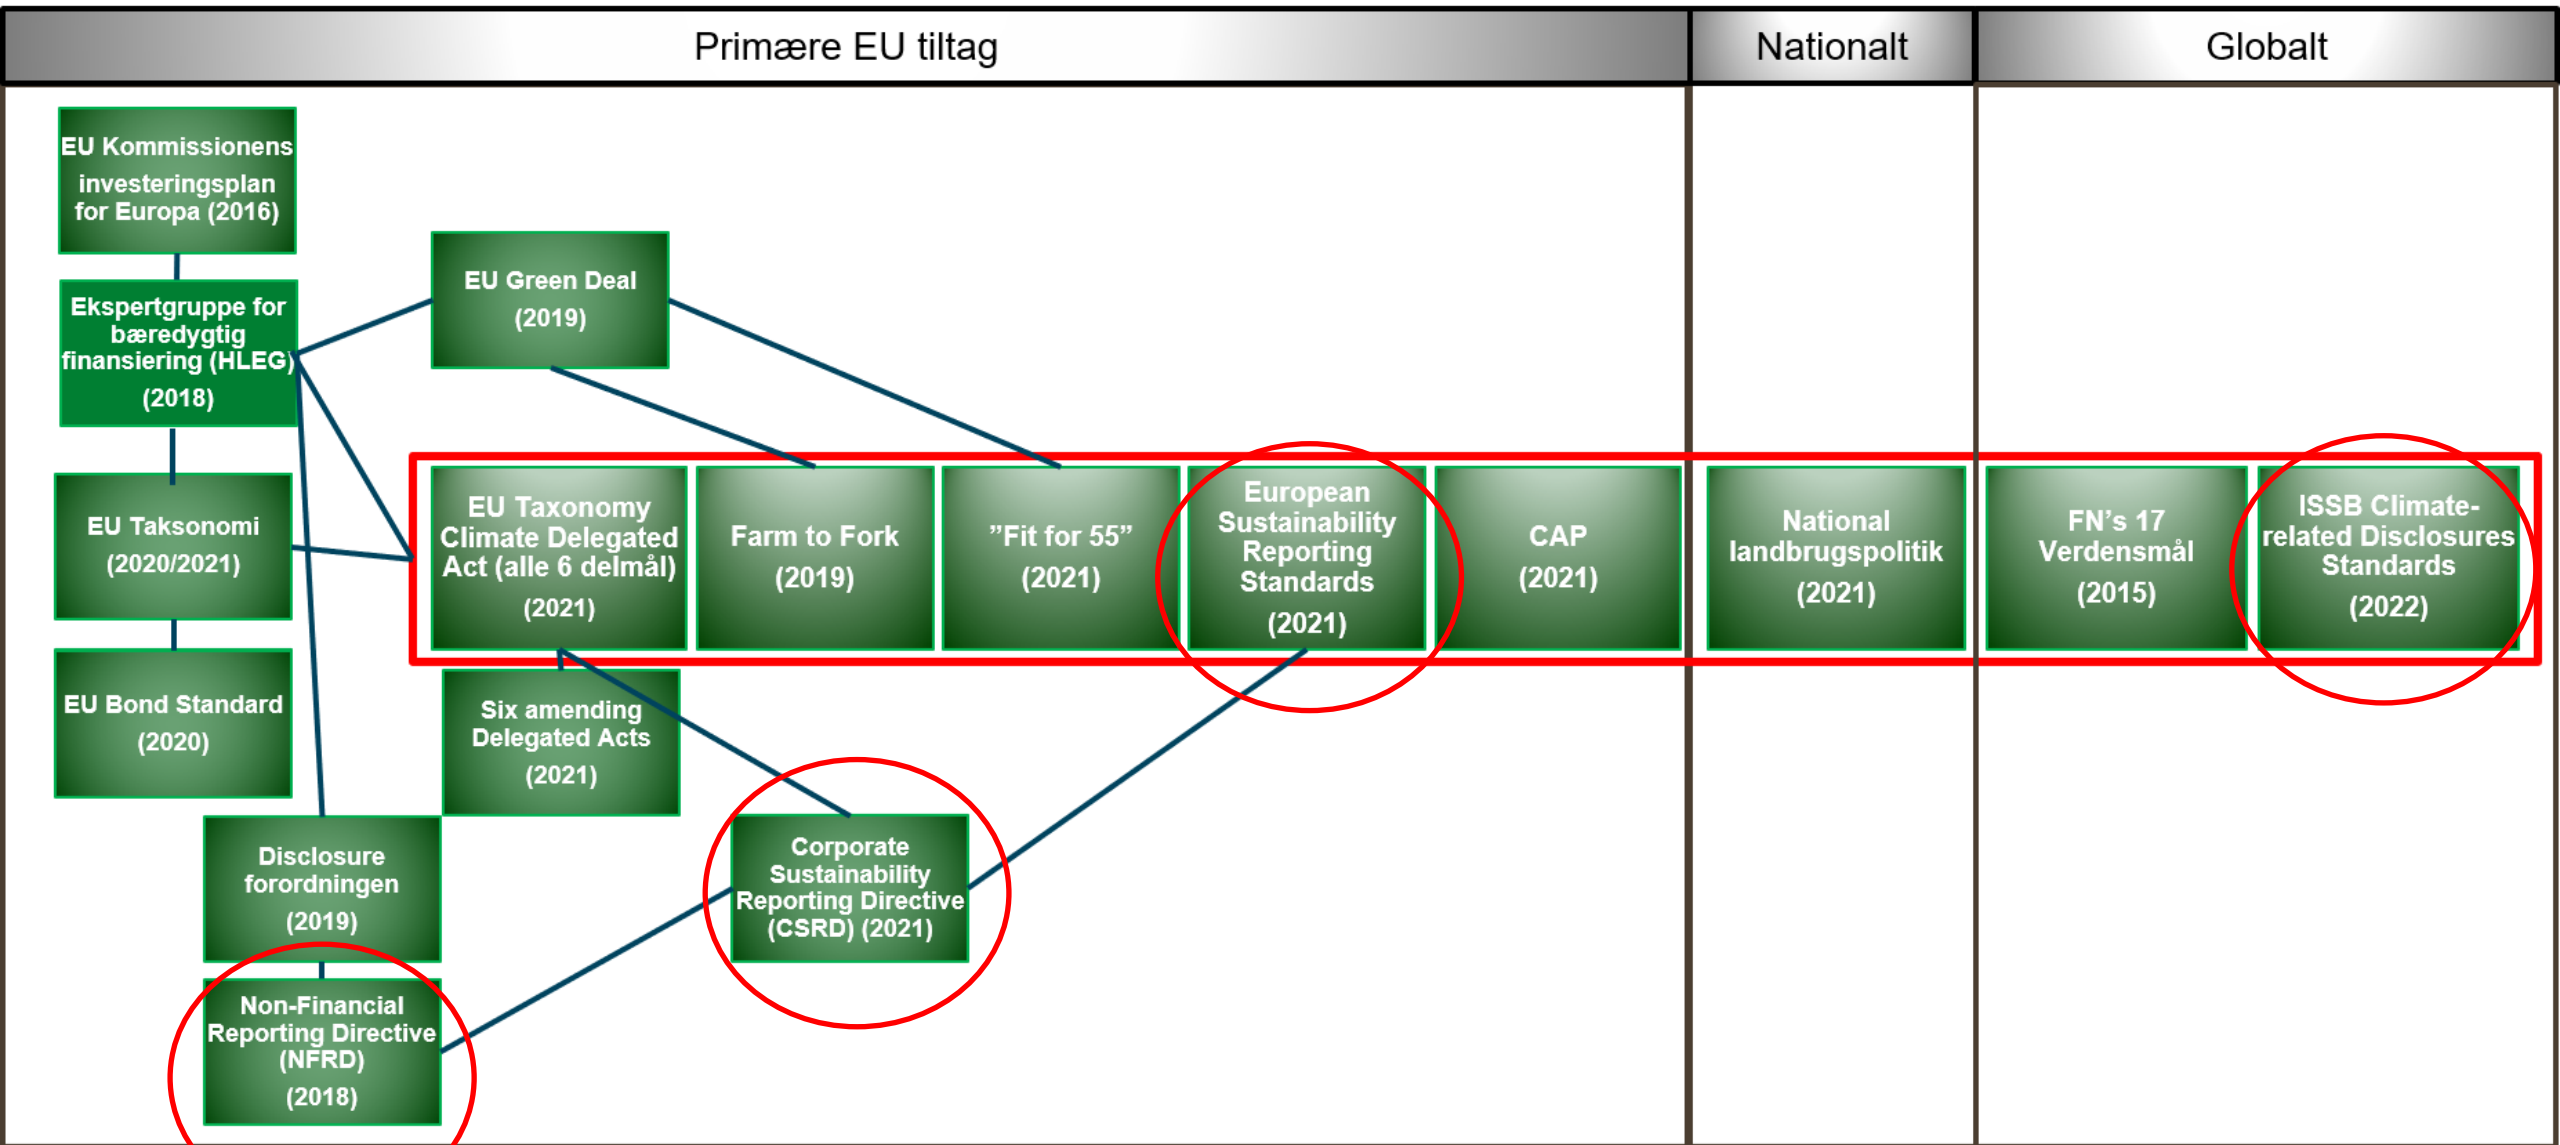 Primære EU tiltag
Nationalt
Globalt
EU Kommissionens
investeringsplan
for Europa (2016)
Ekspertgruppe for
bæredygtig
finansiering (HLEG)
(2018)
EU Taksonomi
(2020/2021)
EU Bond Standard
(2020)
Disclosure
forordningen
(2019)
Non-Financial
Reporting Directive
(NFRD)
(2018)
EU Green Deal
(2019)
EU Taxonomy
Climate Delegated
Act (alle 6 delmål)
(2021)
Six amending
Delegated Acts
(2021)
Corporate
Sustainability
Reporting Directive
(CSRD) (2021)
Farm to Fork
(2019)
”Fit for 55”
(2021)
European
Sustainability
Reporting
Standards
(2021)
CAP
(2021)
National
landbrugspolitik
(2021)
FN’s 17
Verdensmål
(2015)
ISSB Climate-
related Disclosures
Standards
(2022)